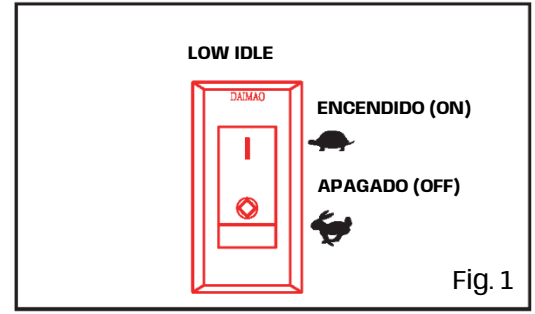 LOW IDLE
DAIMAO
ENCENDIDO (ON)
APAGADO (OFF)
Fig. 1